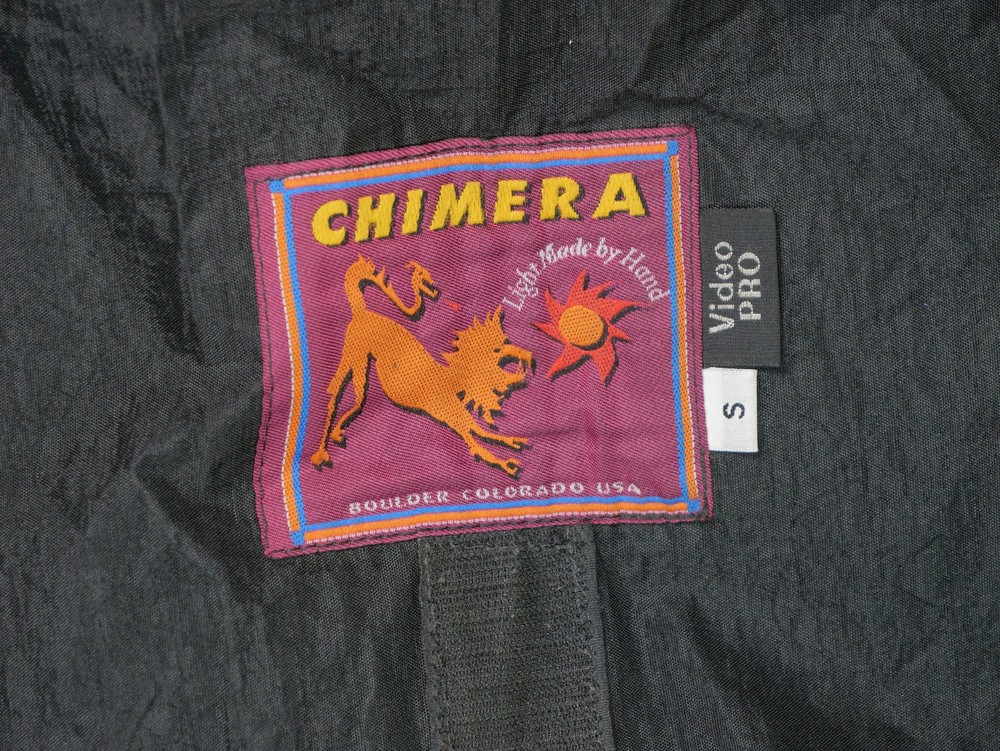 CHIMERA
Light Made by Hand
BOULDER COLORADO USA
Video
PRO
S